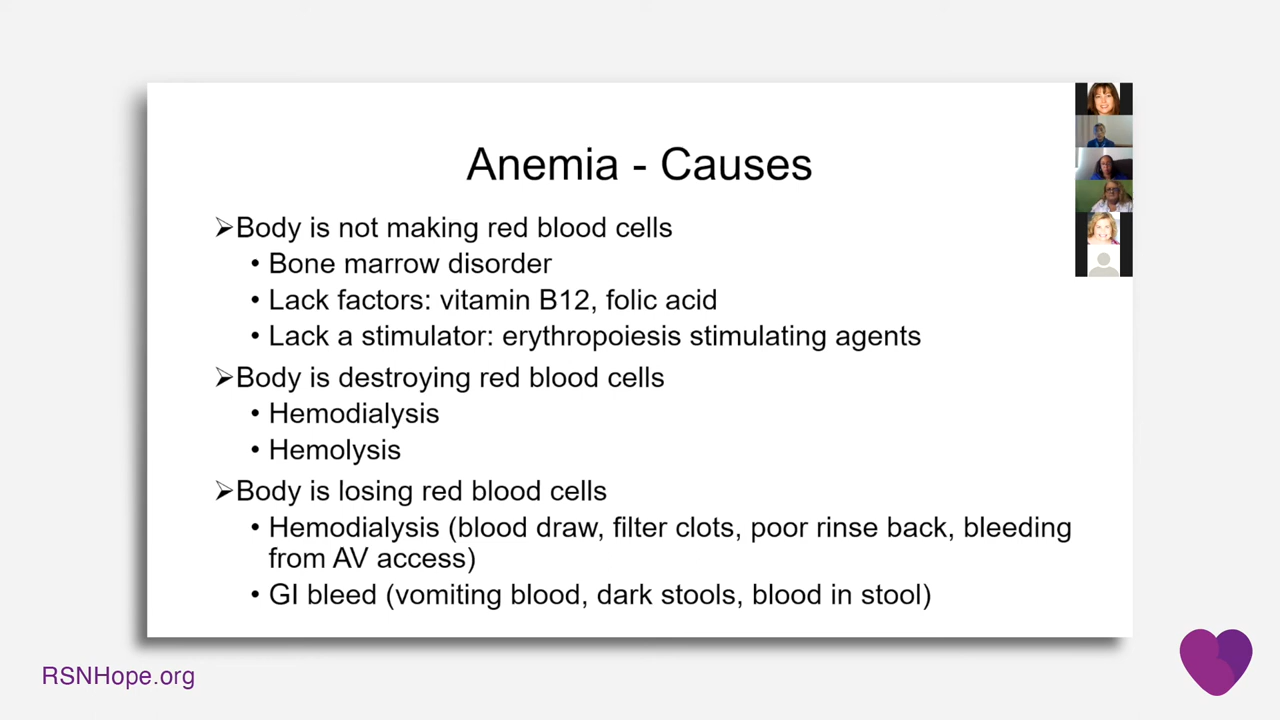 Anemia - Causes
➢Body is not making red blood cells
• Bone marrow disorder
• Lack factors: vitamin B12, folic acid
• Lack a stimulator: erythropoiesis stimulating agents
➢Body is destroying red blood cells
• Hemodialysis
• Hemolysis
➢Body is losing red blood cells
• Hemodialysis (blood draw, filter clots, poor rinse back, bleeding
from AV access)
• GI bleed (vomiting blood, dark stools, blood in stool)
RSNHope.org